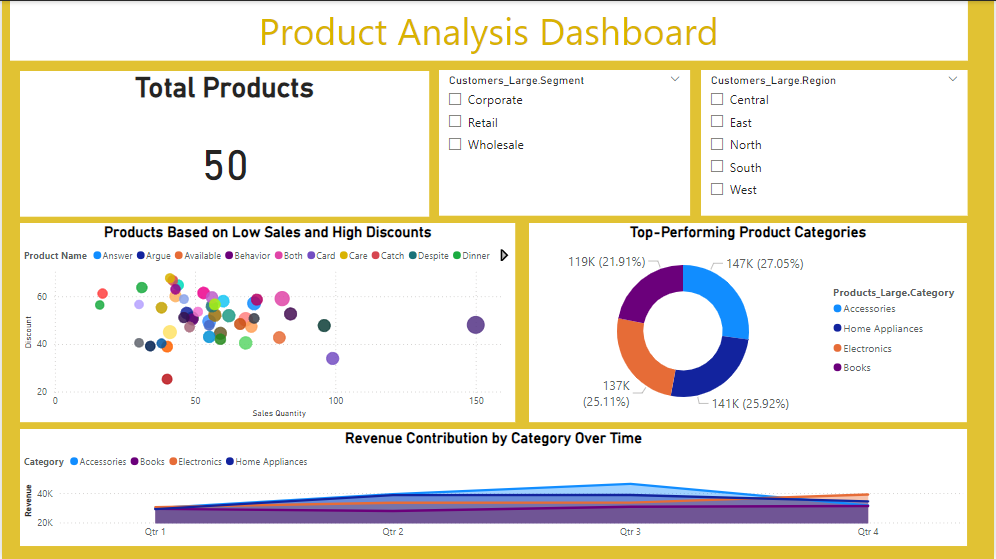 Product Analysis Dashboard
Total Products
50
Customers_Large.Segment
Corporate
Retail
Wholesale
Customers_Large.Region
Central
East
North
South
West
Products Based on Low Sales and High Discounts
Product Name Answer Argue Available Behavior Both Card Care Catch Despite Dinner
Discount
60
40
20
0 50 100 150
Sales Quantity
Top-Performing Product Categories
119K (21.91%)
147K (27.05%)
137K
(25.11%)
141K (25.92%)
Products_Large.Category
Accessories
Home Appliances
Electronics
Books
Revenue Contribution by Category Over Time
Category Accessories Books Electronics Home Appliances
Revenue
40K
20K
Qtr 1 Qtr 2 Qtr 3 Qtr 4